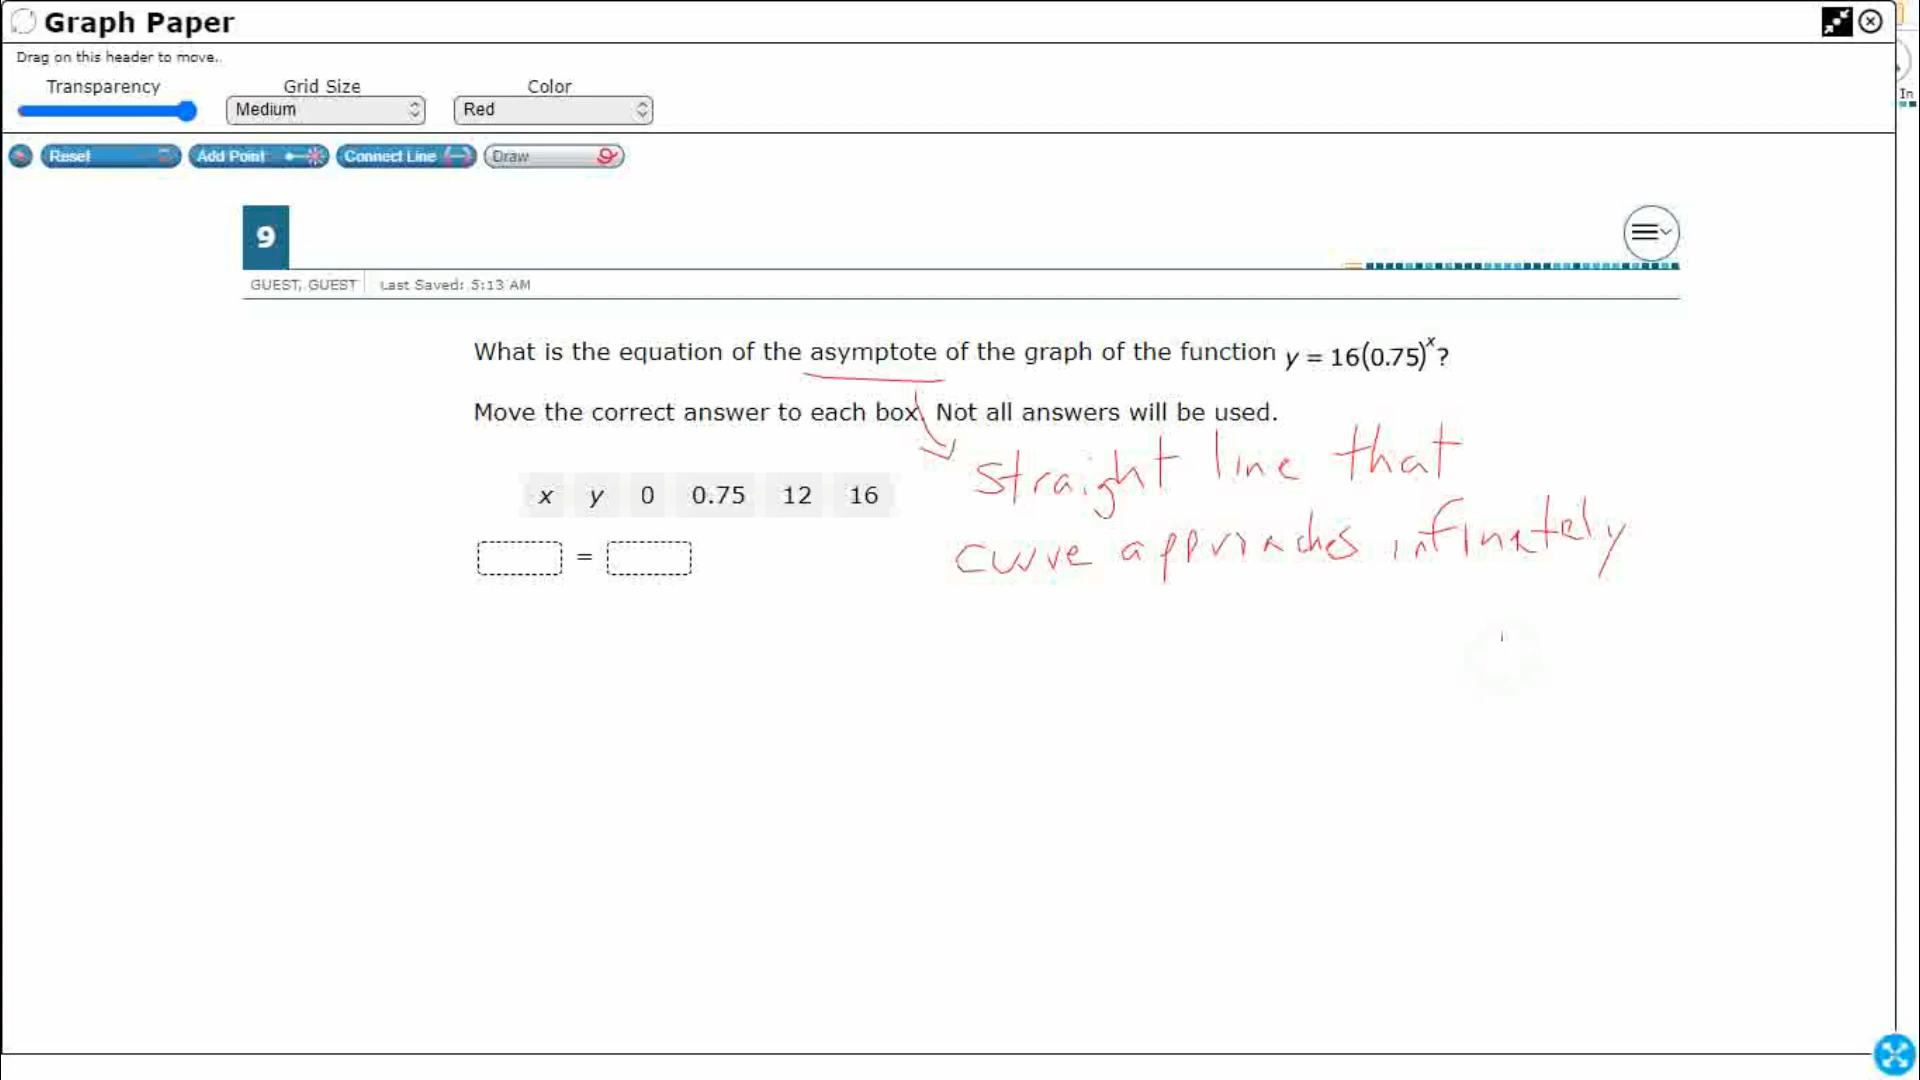 Graph Paper
Drag on this header to move..
Transparency Grid Size Color
Medium Red
Reset Add Point Connect Line Draw
In
9
GUEST, GUEST Last Saved: 5:13 AM
What is the equation of the asymptote of the graph of the function y = 16(0.75)^x?
Move the correct answer to each box. Not all answers will be used.
straight line that
x y 0 0.75 12 16
curve approaches infinately
=